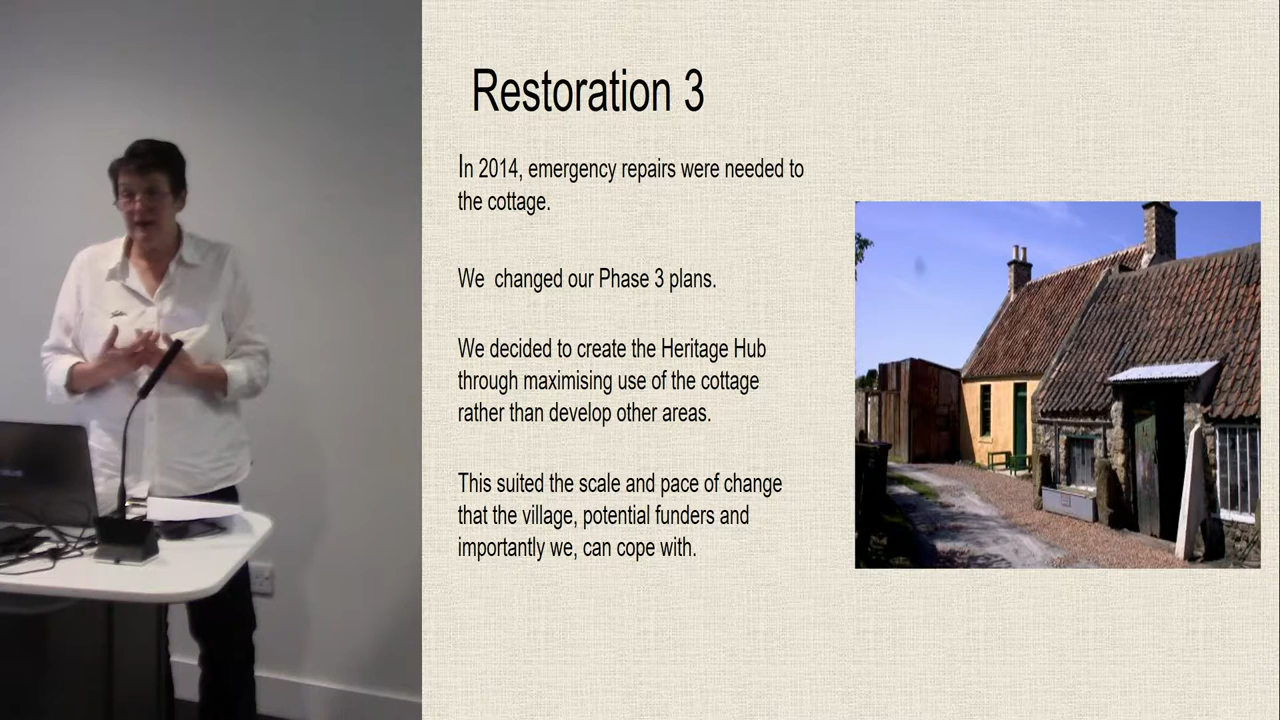 Restoration 3
In 2014, emergency repairs were needed to
the cottage.
We  changed our Phase 3 plans.
We decided to create the Heritage Hub
through maximising use of the cottage
rather than develop other areas.
This suited the scale and pace of change
that the village, potential funders and
importantly we, can cope with.